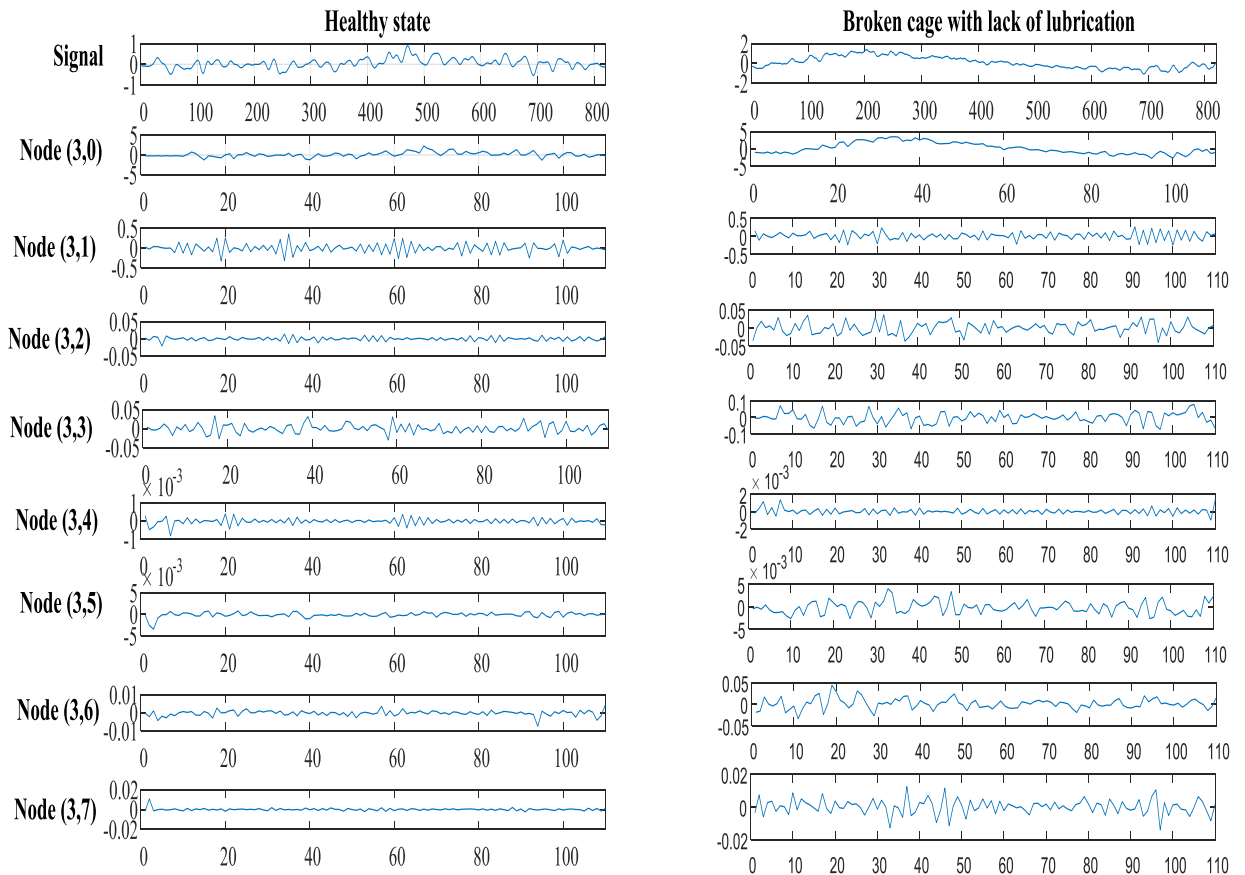 Healthy state
Broken cage with lack of lubrication
Signal
1
0
-1
0 100 200 300 400 500 600 700 800
2
0
-2
0 100 200 300 400 500 600 700 800
Node (3,0)
5
0
-5
0 20 40 60 80 100
5
0
-5
0 20 40 60 80 100
Node (3,1)
0.5
0
-0.5
0 20 40 60 80 100
0.5
0
-0.5
0 10 20 30 40 50 60 70 80 90 100 110
Node (3,2)
0.05
0
-0.05
0 20 40 60 80 100
0.05
0
-0.05
0 10 20 30 40 50 60 70 80 90 100 110
Node (3,3)
0.05
0
-0.05
0 20 40 60 80 100
0.1
0
-0.1
0 10 20 30 40 50 60 70 80 90 100 110
Node (3,4)
× 10^-3
1
0
-1
0 20 40 60 80 100
× 10^-3
2
0
-2
0 10 20 30 40 50 60 70 80 90 100 110
Node (3,5)
× 10^-3
5
0
-5
0 20 40 60 80 100
× 10^-3
5
0
-5
0 10 20 30 40 50 60 70 80 90 100 110
Node (3,6)
0.01
0
-0.01
0 20 40 60 80 100
0.05
0
-0.05
0 10 20 30 40 50 60 70 80 90 100 110
Node (3,7)
0.02
0
-0.02
0 20 40 60 80 100
0.02
0
-0.02
0 10 20 30 40 50 60 70 80 90 100 110